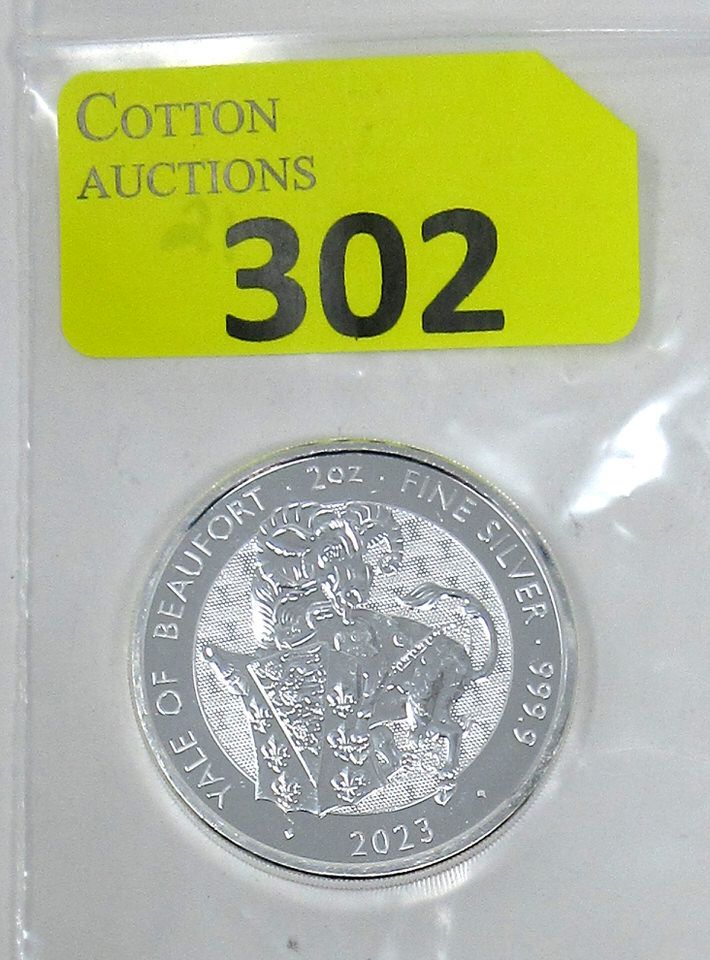 COTTON
AUCTIONS
302
YALE OF BEAUFORT · 2oz · FINE SILVER · 999.9
2023